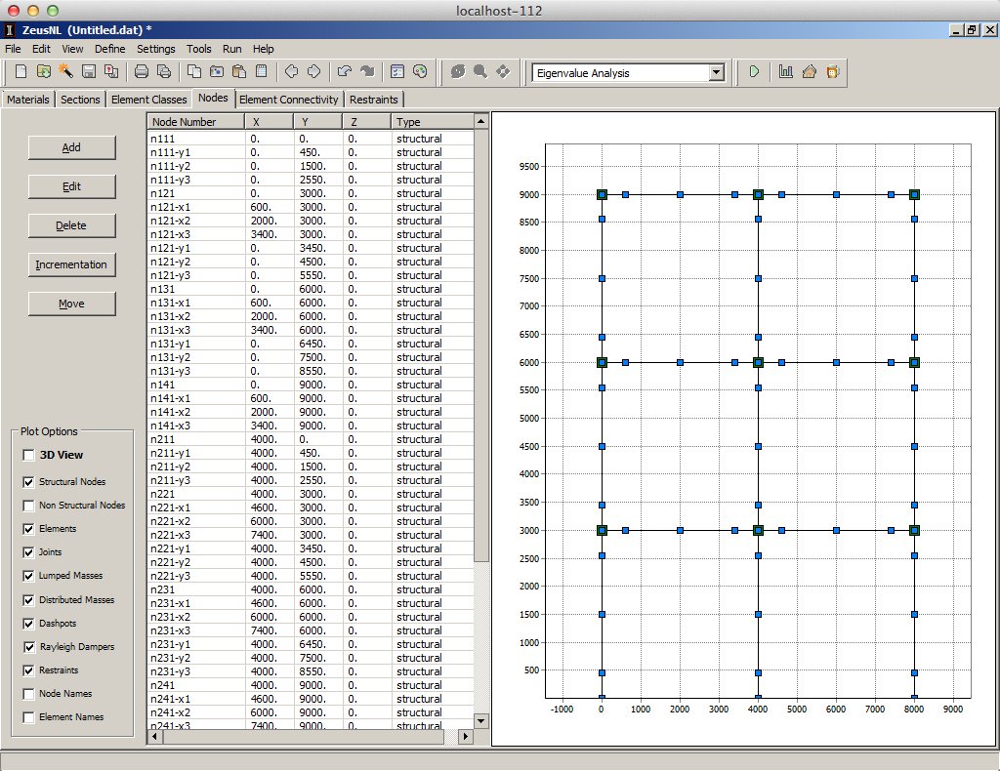 localhost-112
ZeusNL (Untitled.dat) *
File Edit View Define Settings Tools Run Help
Eigenvalue Analysis
Materials Sections Element Classes Nodes Element Connectivity Restraints
Add
Edit
Delete
Incrementation
Move
Plot Options
3D View
Structural Nodes
Non Structural Nodes
Elements
Joints
Lumped Masses
Distributed Masses
Dashpots
Rayleigh Dampers
Restraints
Node Names
Element Names
Node Number X Y Z Type
n111 0. 0. 0. structural
n111-y1 0. 450. 0. structural
n111-y2 0. 1500. 0. structural
n111-y3 0. 2550. 0. structural
n121 0. 3000. 0. structural
n121-x1 600. 3000. 0. structural
n121-x2 2000. 3000. 0. structural
n121-x3 3400. 3000. 0. structural
n121-y1 0. 3450. 0. structural
n121-y2 0. 4500. 0. structural
n121-y3 0. 5550. 0. structural
n131 0. 6000. 0. structural
n131-x1 600. 6000. 0. structural
n131-x2 2000. 6000. 0. structural
n131-x3 3400. 6000. 0. structural
n131-y1 0. 6450. 0. structural
n131-y2 0. 7500. 0. structural
n131-y3 0. 8550. 0. structural
n141 0. 9000. 0. structural
n141-x1 600. 9000. 0. structural
n141-x2 2000. 9000. 0. structural
n141-x3 3400. 9000. 0. structural
n211 4000. 0. 0. structural
n211-y1 4000. 450. 0. structural
n211-y2 4000. 1500. 0. structural
n211-y3 4000. 2550. 0. structural
n221 4000. 3000. 0. structural
n221-x1 4600. 3000. 0. structural
n221-x2 6000. 3000. 0. structural
n221-x3 7400. 3000. 0. structural
n221-y1 4000. 3450. 0. structural
n221-y2 4000. 4500. 0. structural
n221-y3 4000. 5550. 0. structural
n231 4000. 6000. 0. structural
n231-x1 4600. 6000. 0. structural
n231-x2 6000. 6000. 0. structural
n231-x3 7400. 6000. 0. structural
n231-y1 4000. 6450. 0. structural
n231-y2 4000. 7500. 0. structural
n231-y3 4000. 8550. 0. structural
n241 4000. 9000. 0. structural
n241-x1 4600. 9000. 0. structural
n241-x2 6000. 9000. 0. structural
n241-x3 7400. 9000. 0. structural
9500
9000
8500
8000
7500
7000
6500
6000
5500
5000
4500
4000
3500
3000
2500
2000
1500
1000
500
-1000 0 1000 2000 3000 4000 5000 6000 7000 8000 9000